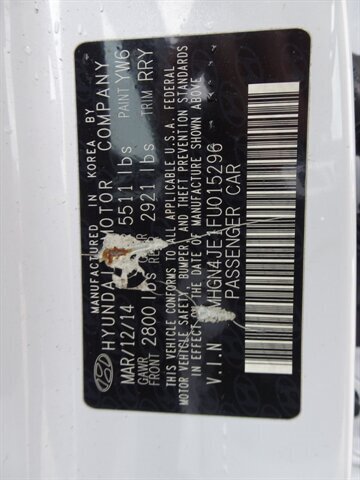 MANUFACTURED IN KOREA BY
HYUNDAI MOTOR COMPANY
MAR/12/14 5511 lbs PAINT YW6
GAWR
FRONT 2800 lbs REAR 2921 lbs TRIM RRY
THIS VEHICLE CONFORMS TO ALL APPLICABLE U.S.A. FEDERAL
MOTOR VEHICLE SAFETY, BUMPER, AND THEFT PREVENTION STANDARDS
IN EFFECT ON THE DATE OF MANUFACTURE SHOWN ABOVE
V.I.N MHGN4JE1FU015296
PASSENGER CAR